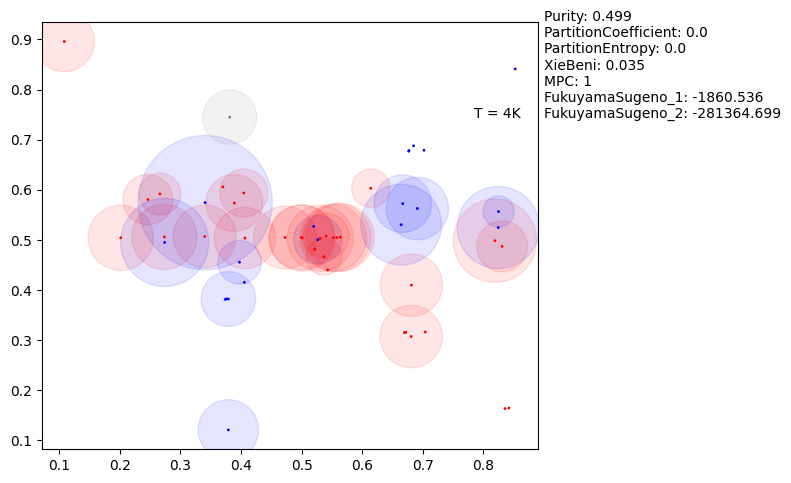 Purity: 0.499
PartitionCoefficient: 0.0
PartitionEntropy: 0.0
XieBeni: 0.035
MPC: 1
FukuyamaSugeno_1: -1860.536
FukuyamaSugeno_2: -281364.699
T = 4K
0.9
0.8
0.7
0.6
0.5
0.4
0.3
0.2
0.1
0.1 0.2 0.3 0.4 0.5 0.6 0.7 0.8